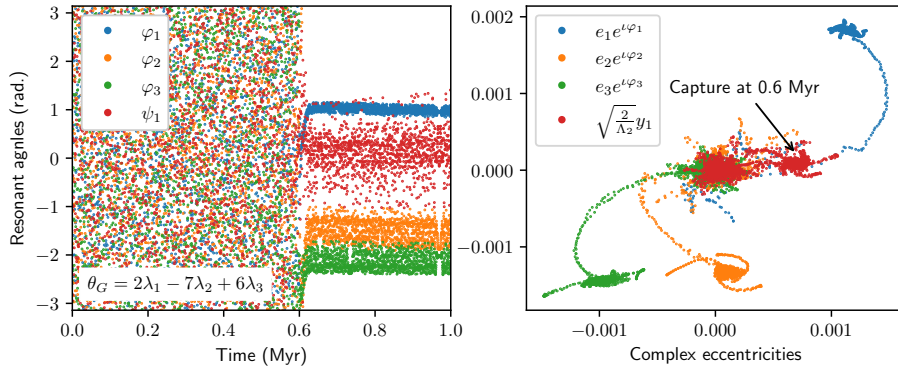 3
2
1
0
−1
−2
−3
Resonant agnles (rad.)
φ₁
φ₂
φ₃
ψ₁
θ_G = 2λ₁ − 7λ₂ + 6λ₃
0.0 0.2 0.4 0.6 0.8 1.0
Time (Myr)
0.002
0.001
0.000
−0.001
e₁e^{ιφ₁}
e₂e^{ιφ₂}
e₃e^{ιφ₃}
√(2/Λ₂) y₁
Capture at 0.6 Myr
−0.001 0.000 0.001
Complex eccentricities